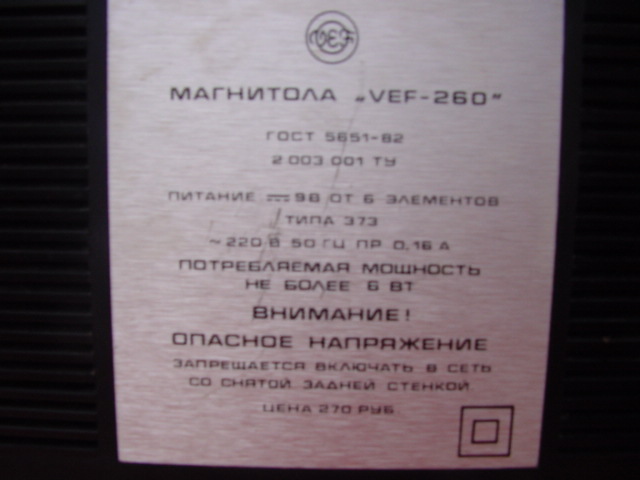 VEF
МАГНИТОЛА „VEF-260”
ГОСТ 5651-82
2 003 001 ТУ
ПИТАНИЕ ⎓ 9В ОТ 6 ЭЛЕМЕНТОВ
ТИПА 373
~ 220 В 50 ГЦ ПР 0,16 А
ПОТРЕБЛЯЕМАЯ МОЩНОСТЬ
НЕ БОЛЕЕ 6 ВТ
ВНИМАНИЕ!
ОПАСНОЕ НАПРЯЖЕНИЕ
ЗАПРЕЩАЕТСЯ ВКЛЮЧАТЬ В СЕТЬ
СО СНЯТОЙ ЗАДНЕЙ СТЕНКОЙ.
ЦЕНА 270 РУБ